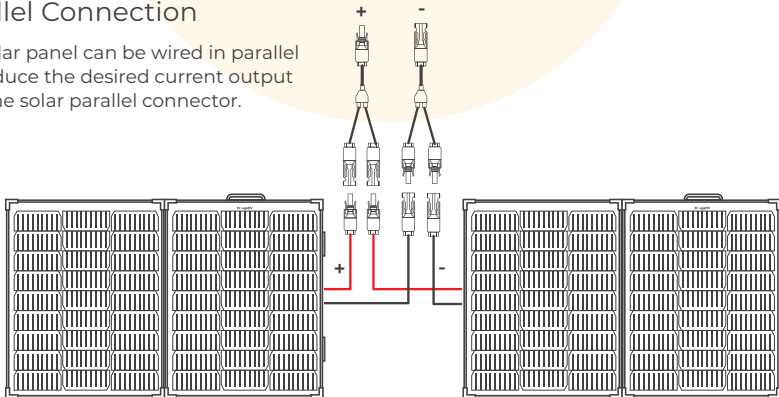 llel Connection
lar panel can be wired in parallel
duce the desired current output
he solar parallel connector.
+ -
+ -